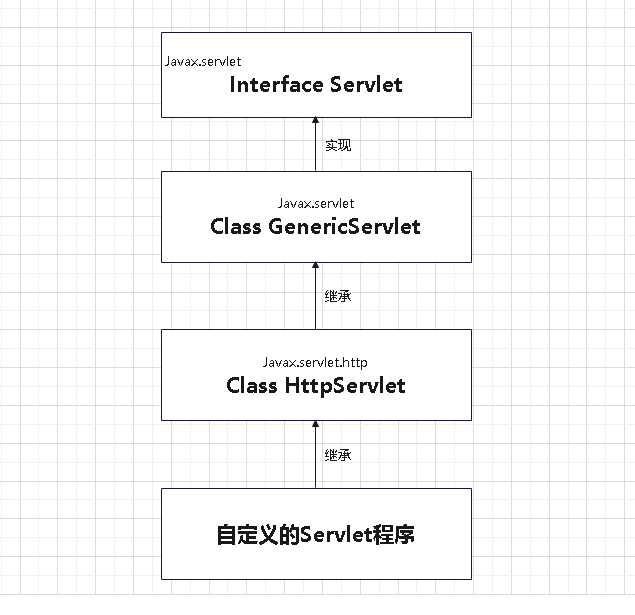 Javax.servlet
Interface Servlet
实现
Javax.servlet
Class GenericServlet
继承
Javax.servlet.http
Class HttpServlet
继承
自定义的Servlet程序